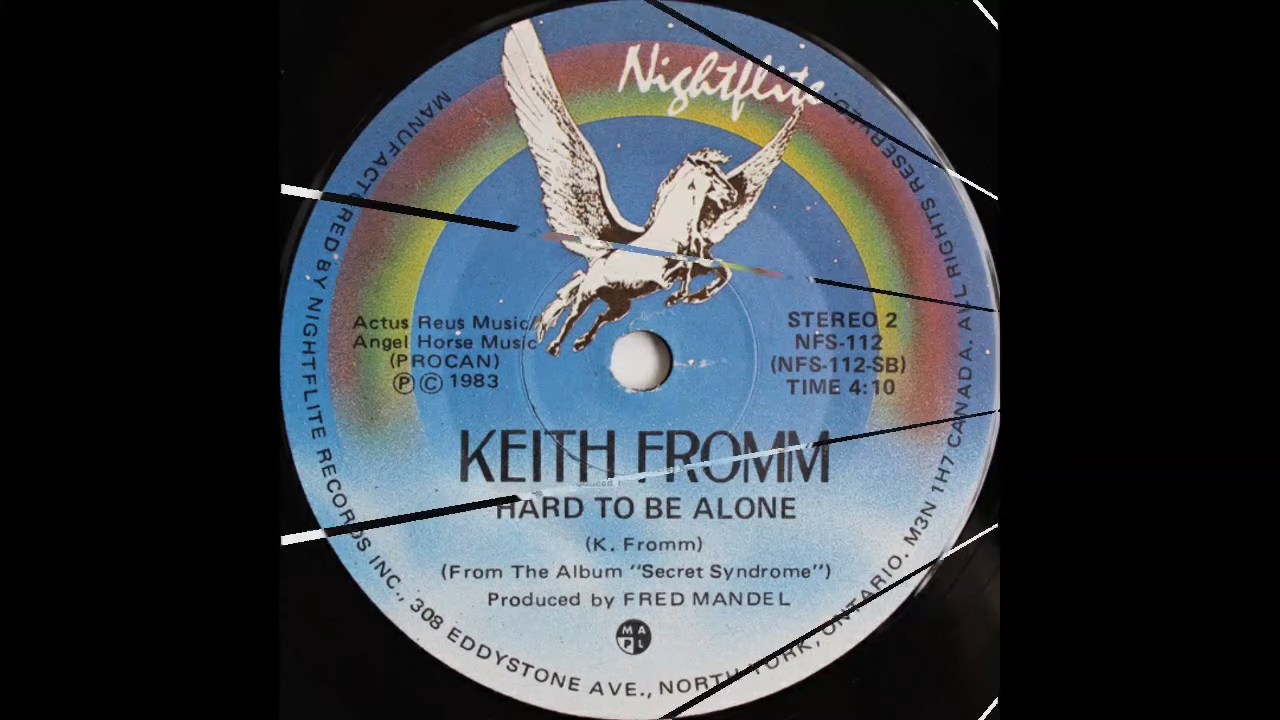 Nightflite
Actus Reus Music/
Angel Horse Music
(PROCAN)
Ⓟ © 1983
STEREO 2
NFS-112
(NFS-112-SB)
TIME 4:10
KEITH FROMM
HARD TO BE ALONE
(K. Fromm)
(From The Album "Secret Syndrome")
Produced by FRED MANDEL
M A
P L
MANUFACTURED BY NIGHTFLITE RECORDS INC., 308 EDDYSTONE AVE., NORTH YORK, ONTARIO. M3N 1H7 CANADA. ALL RIGHTS RESERVED.